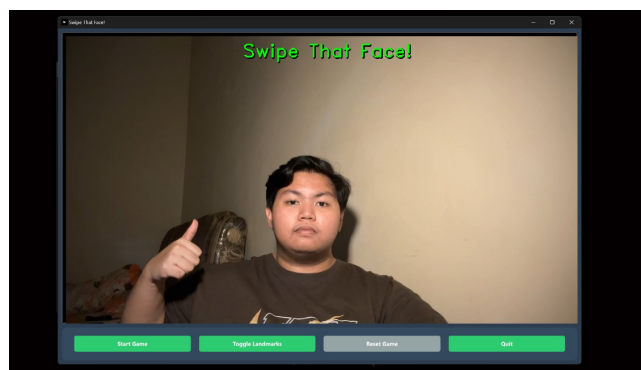 Swipe That Face!
Swipe That Face!
Start Game
Toggle Landmarks
Reset Game
Quit